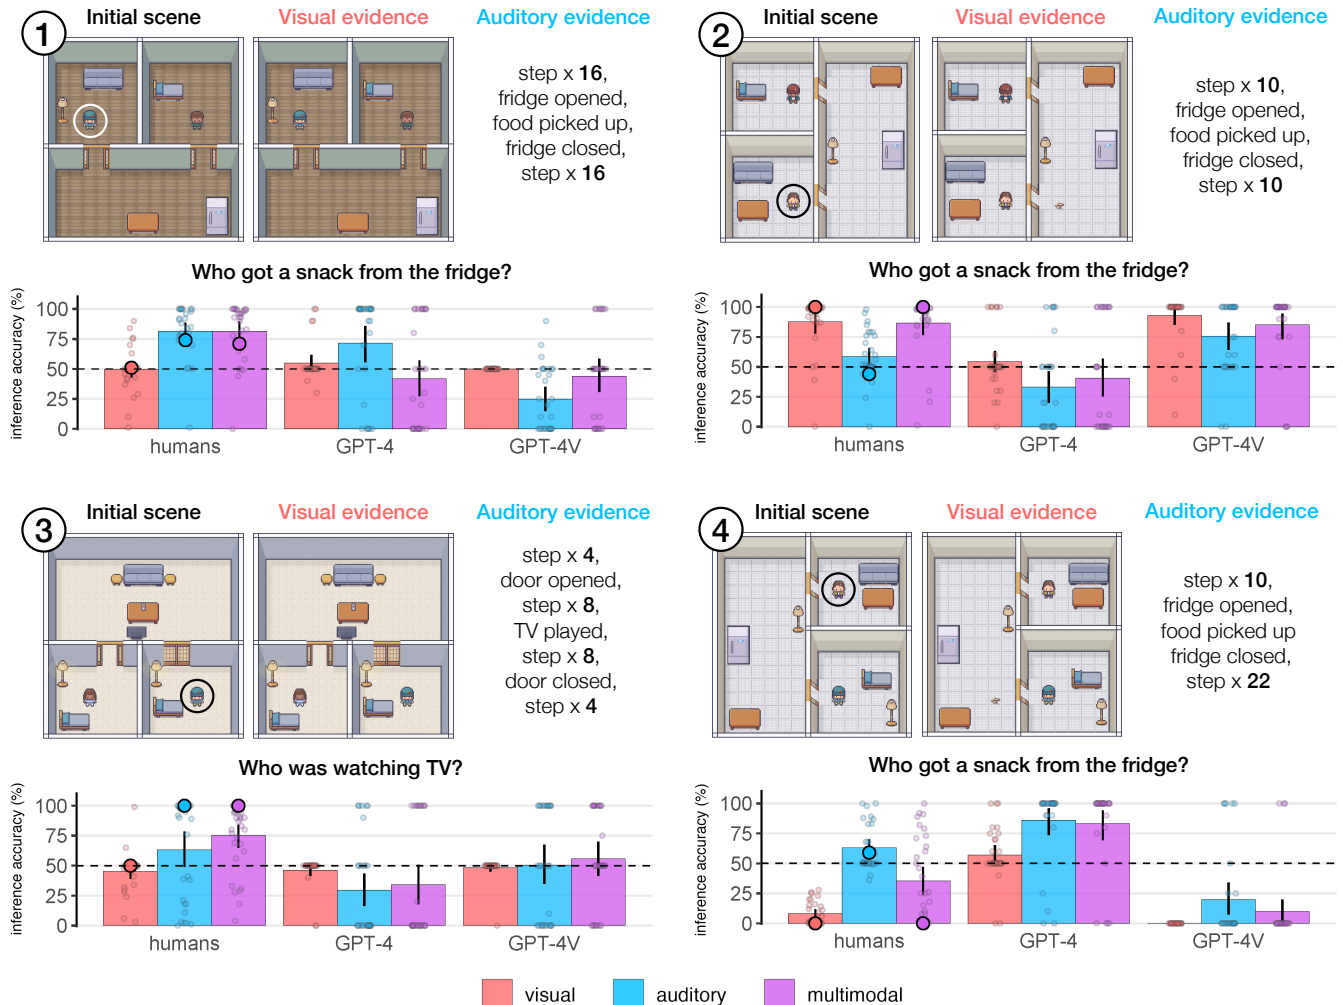 1
Initial scene
Visual evidence
Auditory evidence
step x 16,
fridge opened,
food picked up,
fridge closed,
step x 16
Who got a snack from the fridge?
inference accuracy (%)
100
75
50
25
0
humans
GPT-4
GPT-4V
2
Initial scene
Visual evidence
Auditory evidence
step x 10,
fridge opened,
food picked up,
fridge closed,
step x 10
Who got a snack from the fridge?
inference accuracy (%)
100
75
50
25
0
humans
GPT-4
GPT-4V
3
Initial scene
Visual evidence
Auditory evidence
step x 4,
door opened,
step x 8,
TV played,
step x 8,
door closed,
step x 4
Who was watching TV?
inference accuracy (%)
100
75
50
25
0
humans
GPT-4
GPT-4V
4
Initial scene
Visual evidence
Auditory evidence
step x 10,
fridge opened,
food picked up
fridge closed,
step x 22
Who got a snack from the fridge?
inference accuracy (%)
100
75
50
25
0
humans
GPT-4
GPT-4V
visual
auditory
multimodal